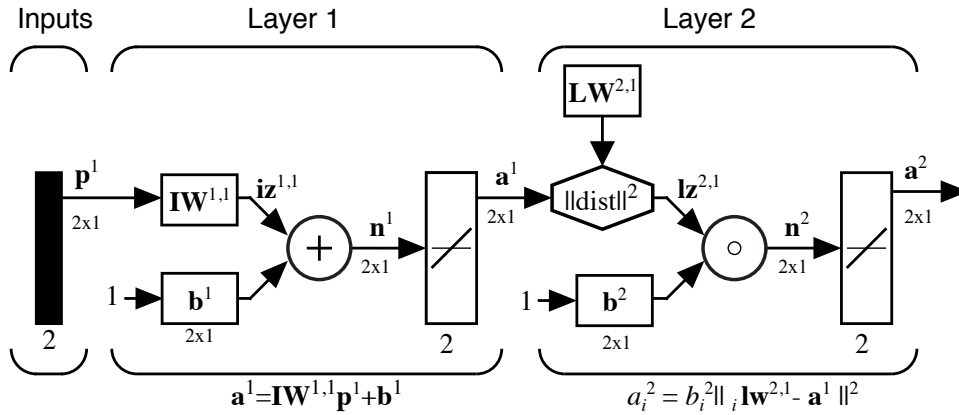 Inputs Layer 1 Layer 2
LW²,¹
p¹ a¹ a²
IW¹,¹ iz¹,¹ ||dist||² lz²,¹
2x1 2x1 2x1
n¹ n²
+ ∘
2x1 2x1
1 b¹ 1 b²
2x1 2x1
2 2 2
a¹=IW¹,¹p¹+b¹ aᵢ² = bᵢ²|| ᵢlw²,¹- a¹ ||²